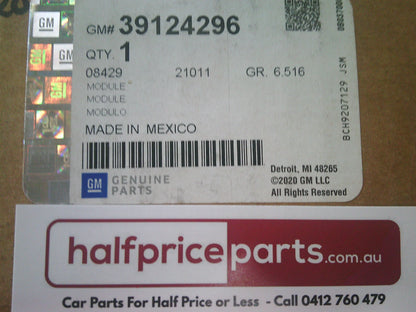 GM# 39124296
QTY. 1
08429 21011 GR. 6.516
MODULE
MODULE
MODULO
MADE IN MEXICO
GM GENUINE
PARTS
Detroit, MI 48265
©2020 GM LLC
All Rights Reserved
BCH9207129 JSM
GM
GM
halfpriceparts.com.au
Car Parts For Half Price or Less - Call 0412 760 479